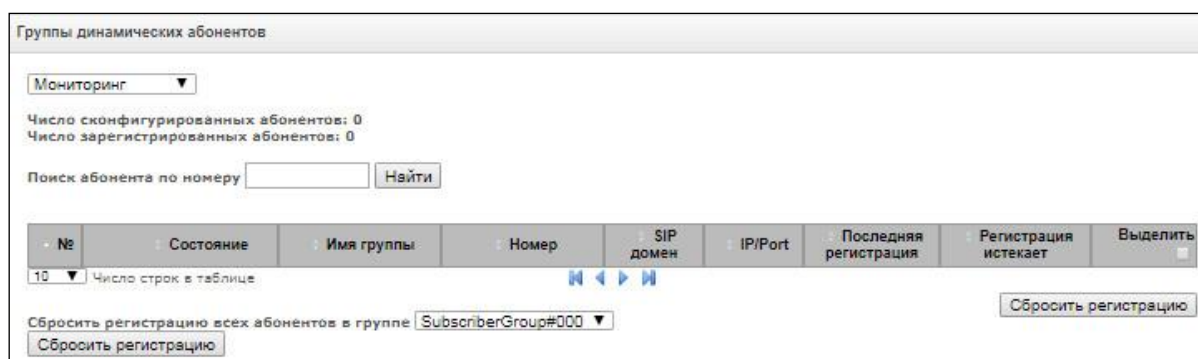 Группы динамических абонентов
Мониторинг
Число сконфигурированных абонентов: 0
Число зарегистрированных абонентов: 0
Поиск абонента по номеру Найти
№ Состояние Имя группы Номер SIP домен IP/Port Последняя регистрация Регистрация истекает Выделить
10 Число строк в таблице
Сбросить регистрацию
Сбросить регистрацию всех абонентов в группе SubscriberGroup#000
Сбросить регистрацию